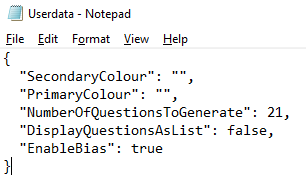 Userdata - Notepad
File Edit Format View Help
{
  "SecondaryColour": "",
  "PrimaryColour": "",
  "NumberOfQuestionsToGenerate": 21,
  "DisplayQuestionsAsList": false,
  "EnableBias": true
}